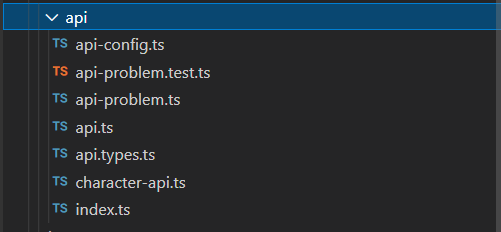 api
TS api-config.ts
TS api-problem.test.ts
TS api-problem.ts
TS api.ts
TS api.types.ts
TS character-api.ts
TS index.ts